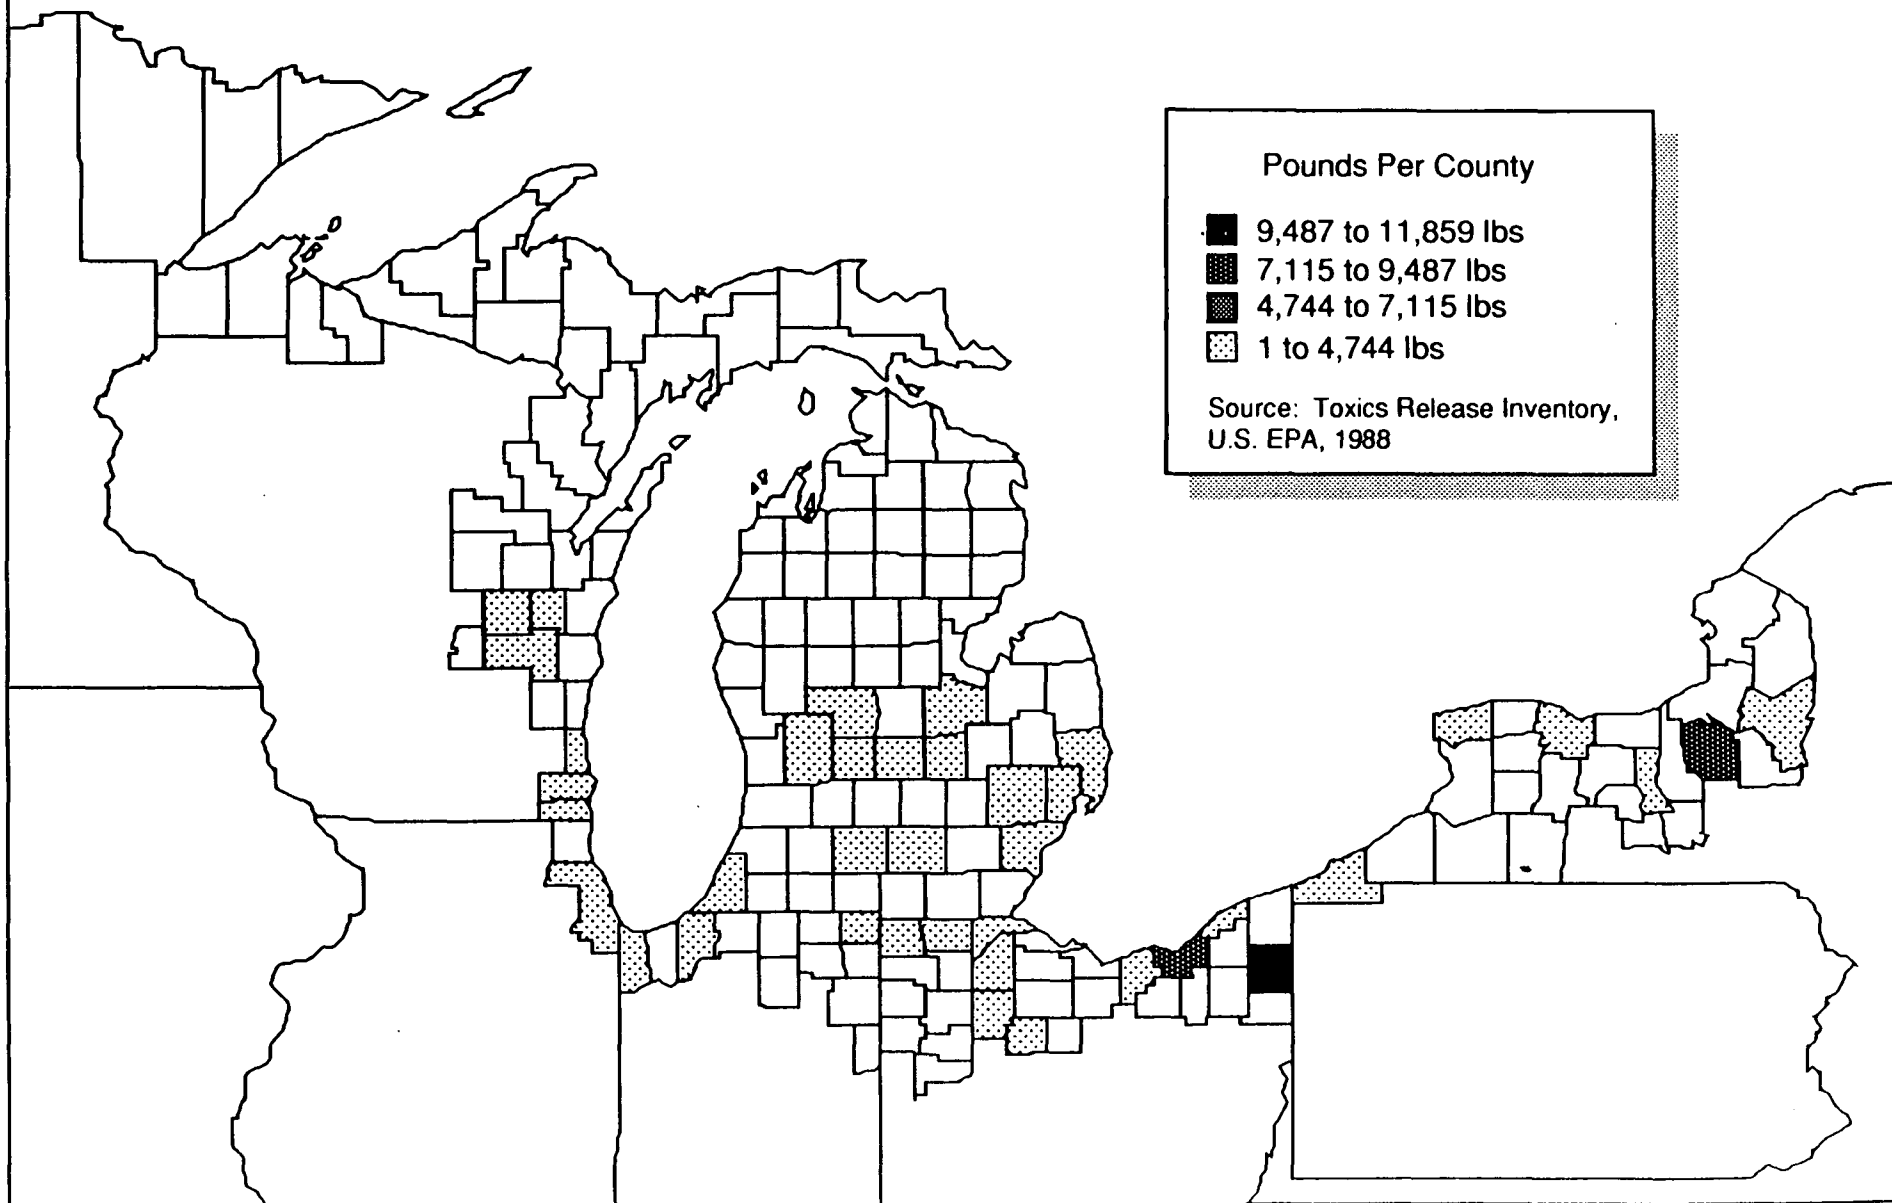 Pounds Per County
9,487 to 11,859 lbs
7,115 to 9,487 lbs
4,744 to 7,115 lbs
1 to 4,744 lbs
Source: Toxics Release Inventory,
U.S. EPA, 1988